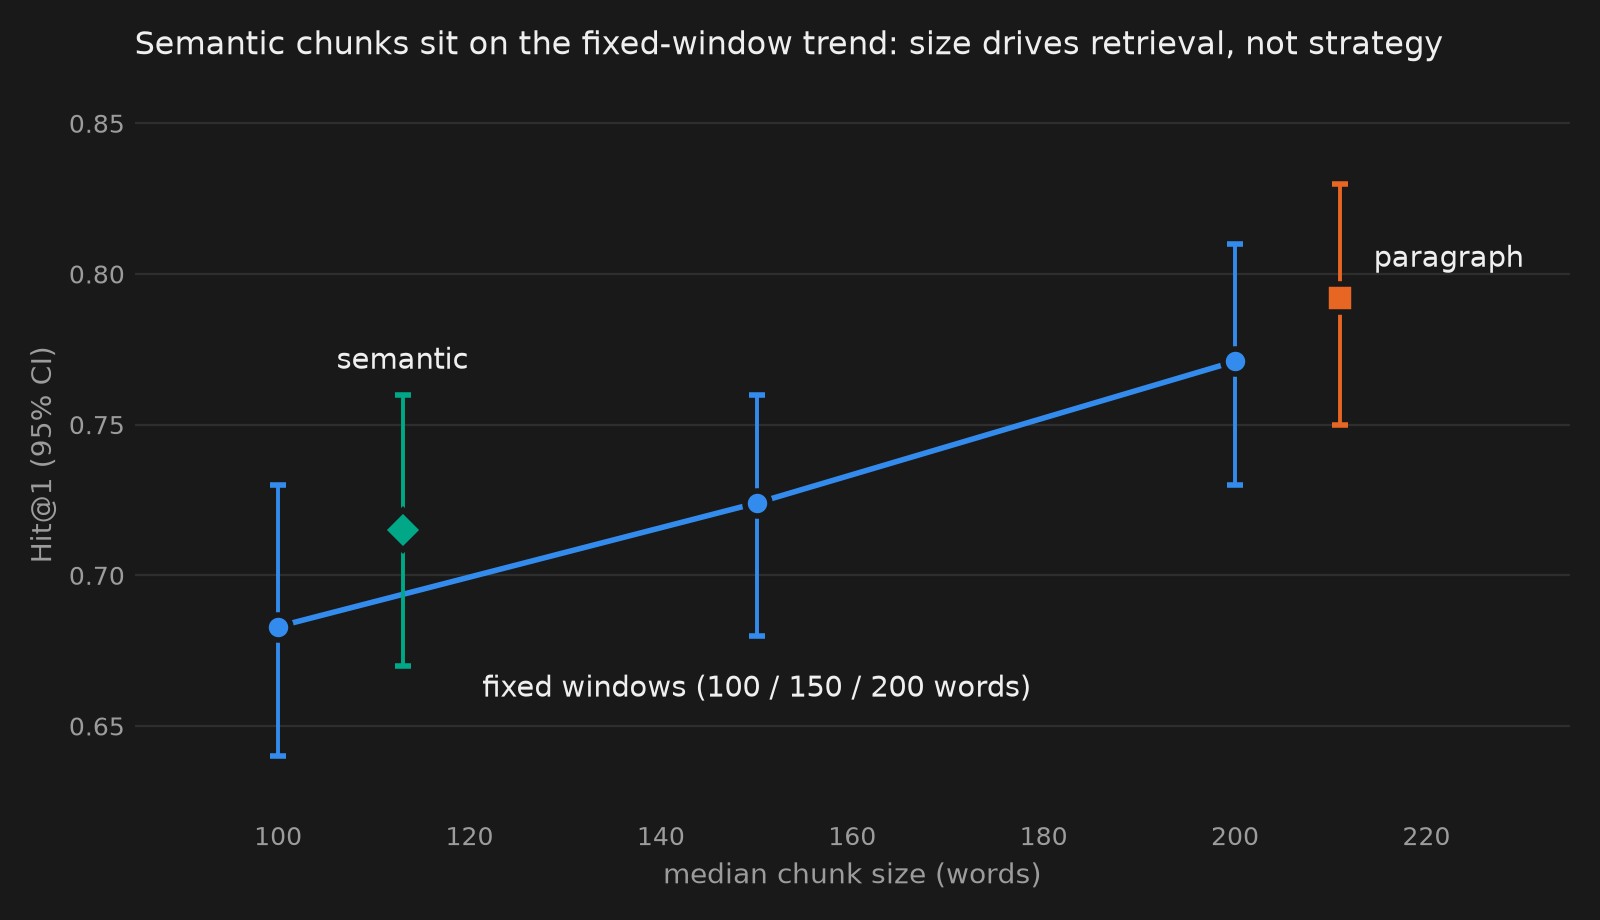 Semantic chunks sit on the fixed-window trend: size drives retrieval, not strategy
0.85
0.80
0.75
0.70
0.65
Hit@1 (95% CI)
semantic
paragraph
fixed windows (100 / 150 / 200 words)
100 120 140 160 180 200 220
median chunk size (words)